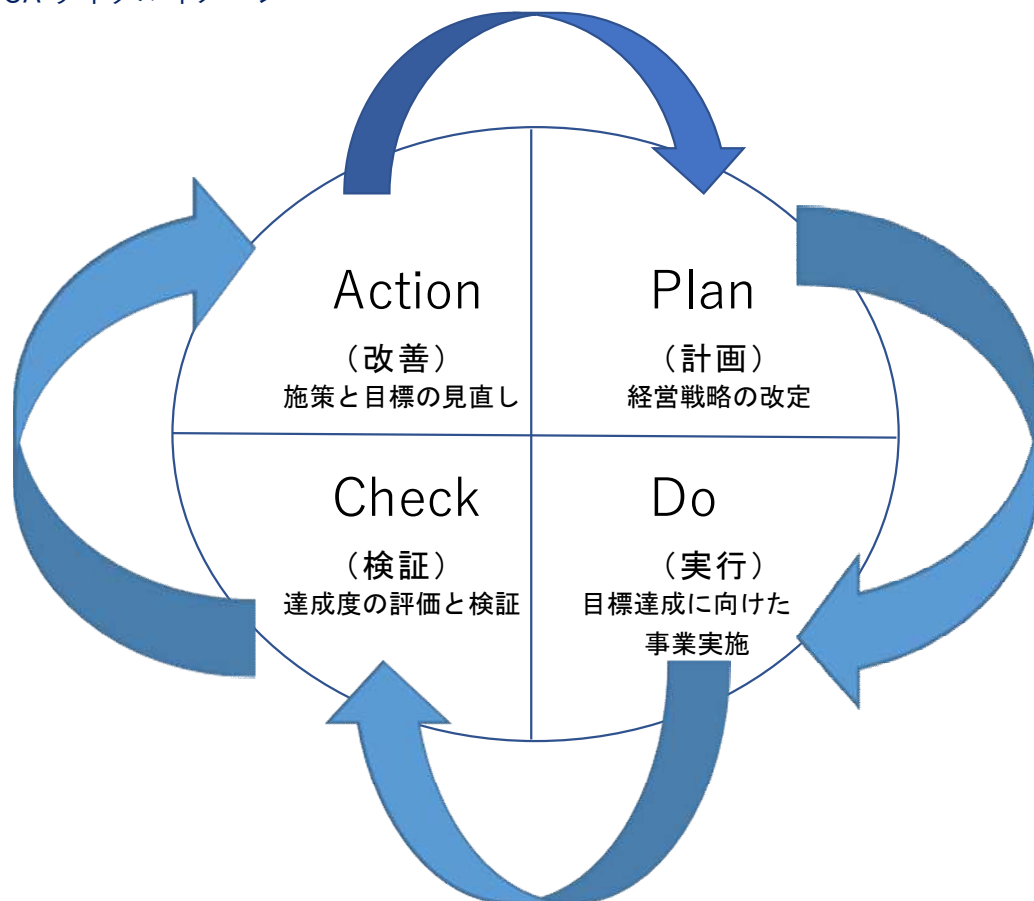 Action
（改善）
施策と目標の見直し
Plan
（計画）
経営戦略の改定
Check
（検証）
達成度の評価と検証
Do
（実行）
目標達成に向けた
事業実施